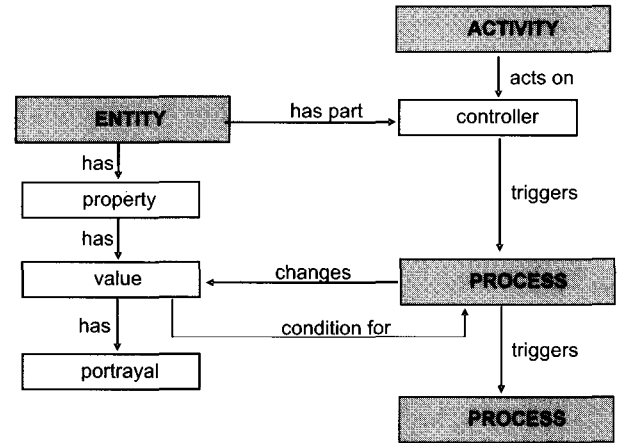 ACTIVITY
acts on
ENTITY
has part
controller
has
property
triggers
has
value
changes
PROCESS
has
condition for
triggers
portrayal
PROCESS